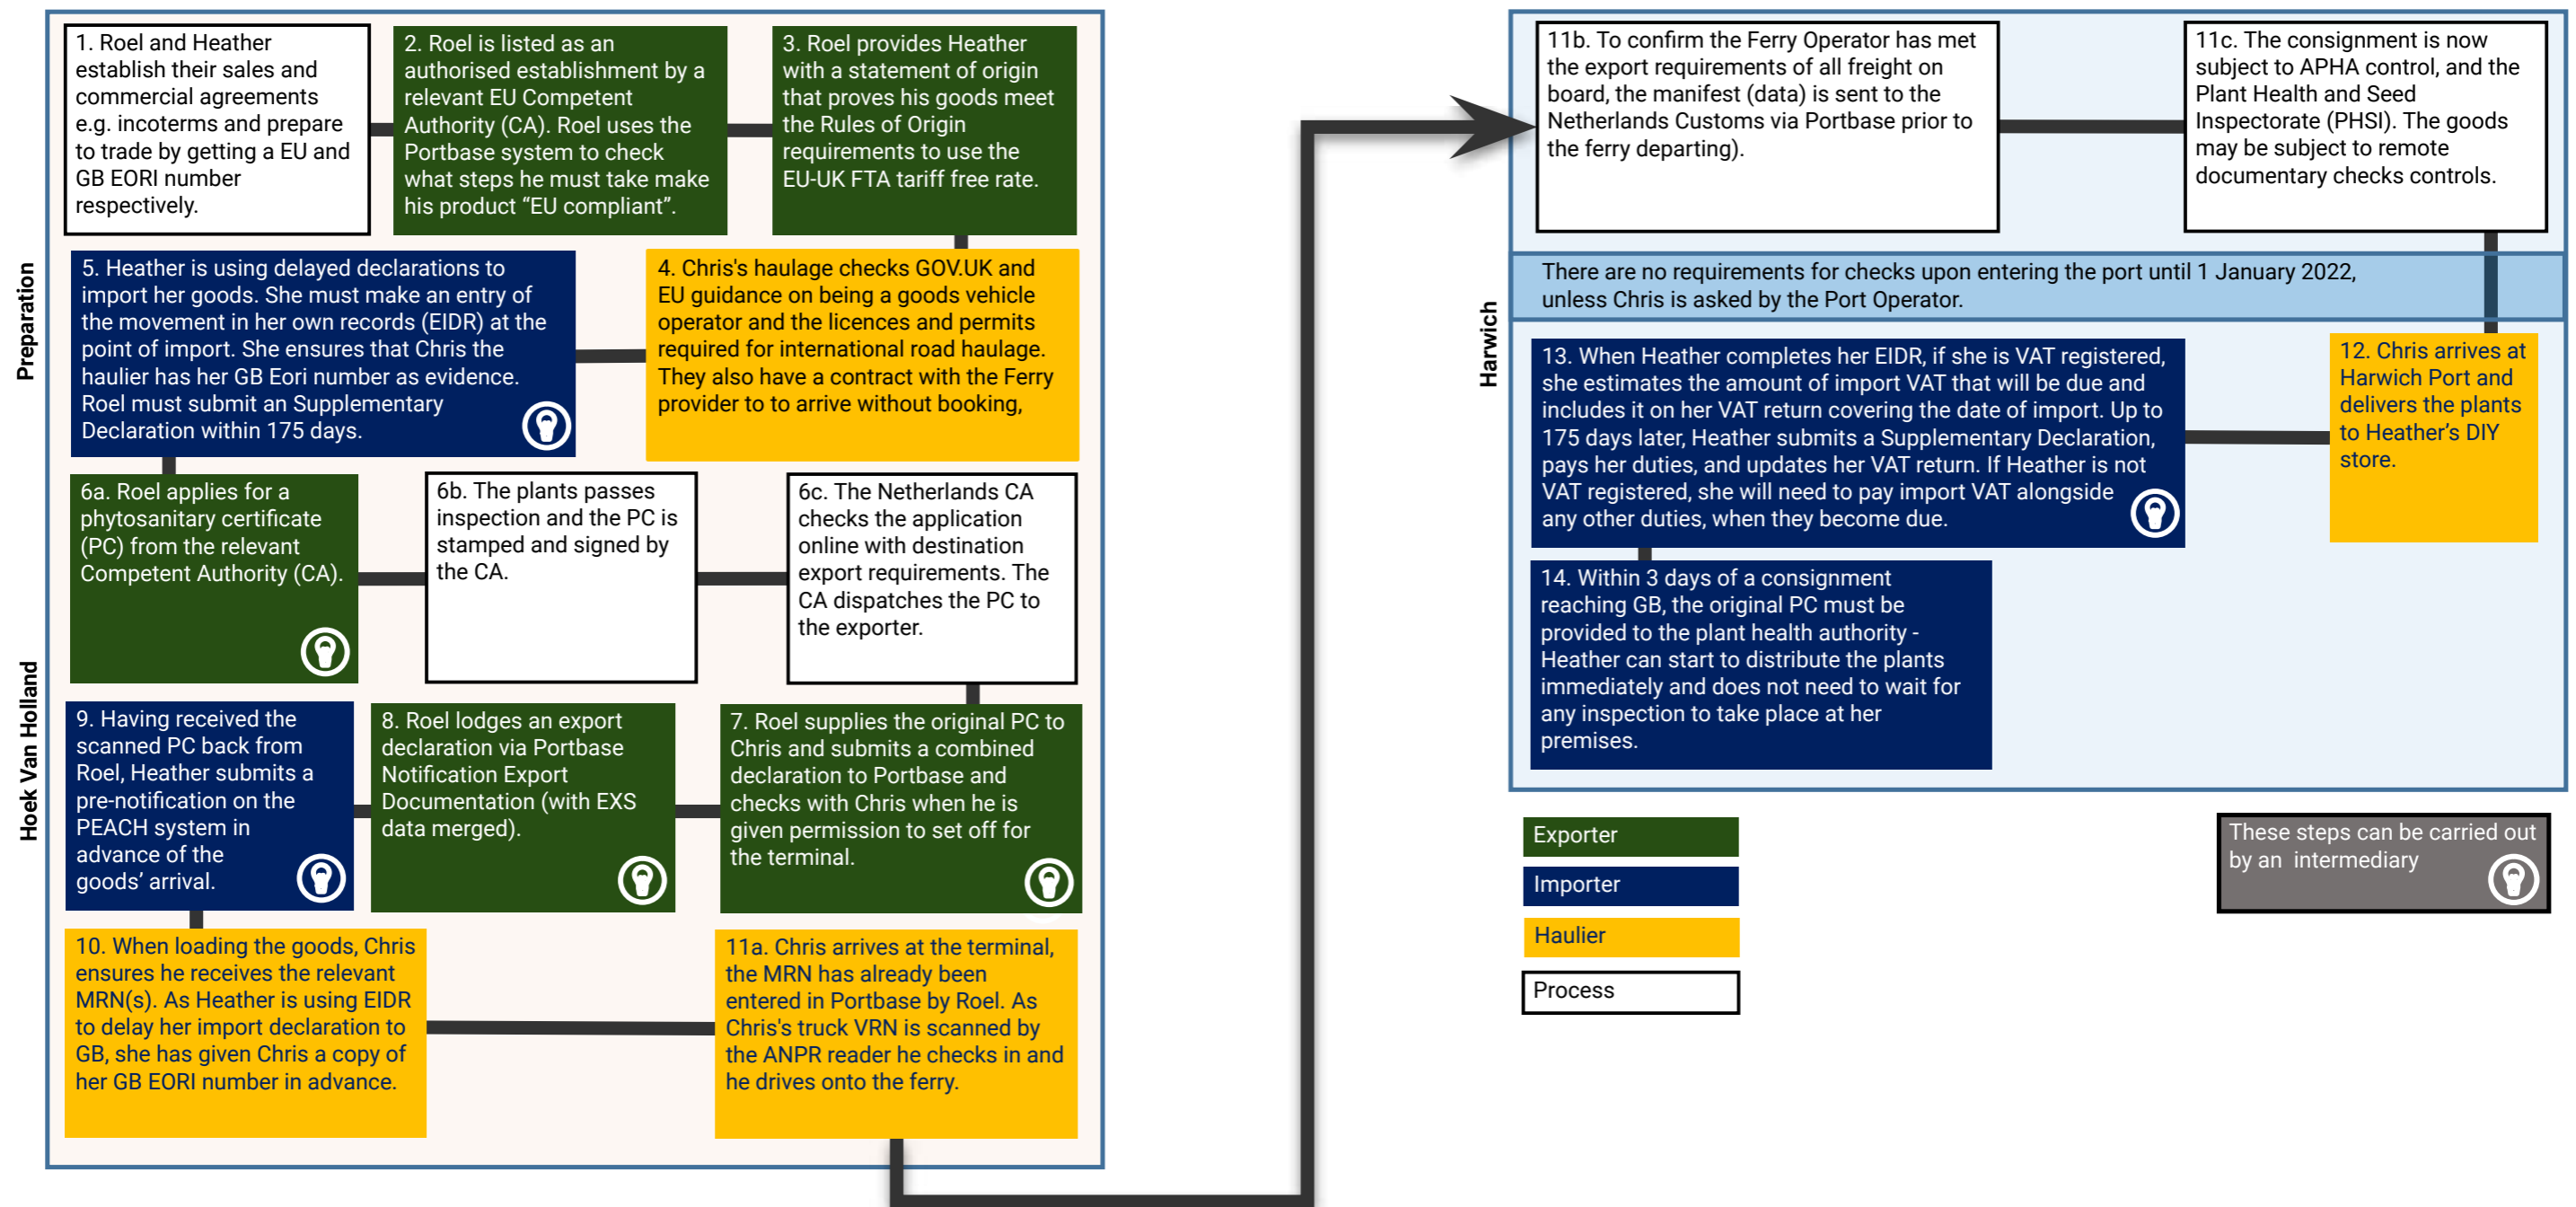 Preparation
Hoek Van Holland
1. Roel and Heather
establish their sales and
commercial agreements
e.g. incoterms and prepare
to trade by getting a EU and
GB EORI number
respectively.
2. Roel is listed as an
authorised establishment by a
relevant EU Competent
Authority (CA). Roel uses the
Portbase system to check
what steps he must take make
his product “EU compliant”.
3. Roel provides Heather
with a statement of origin
that proves his goods meet
the Rules of Origin
requirements to use the
EU-UK FTA tariff free rate.
4. Chris's haulage checks GOV.UK and
EU guidance on being a goods vehicle
operator and the licences and permits
required for international road haulage.
They also have a contract with the Ferry
provider to to arrive without booking,
5. Heather is using delayed declarations to
import her goods. She must make an entry of
the movement in her own records (EIDR) at the
point of import. She ensures that Chris the
haulier has her GB Eori number as evidence.
Roel must submit an Supplementary
Declaration within 175 days.
6a. Roel applies for a
phytosanitary certificate
(PC) from the relevant
Competent Authority (CA).
6b. The plants passes
inspection and the PC is
stamped and signed by
the CA.
6c. The Netherlands CA
checks the application
online with destination
export requirements. The
CA dispatches the PC to
the exporter.
7. Roel supplies the original PC to
Chris and submits a combined
declaration to Portbase and
checks with Chris when he is
given permission to set off for
the terminal.
8. Roel lodges an export
declaration via Portbase
Notification Export
Documentation (with EXS
data merged).
9. Having received the
scanned PC back from
Roel, Heather submits a
pre-notification on the
PEACH system in
advance of the
goods’ arrival.
10. When loading the goods, Chris
ensures he receives the relevant
MRN(s). As Heather is using EIDR
to delay her import declaration to
GB, she has given Chris a copy of
her GB EORI number in advance.
11a. Chris arrives at the terminal,
the MRN has already been
entered in Portbase by Roel. As
Chris's truck VRN is scanned by
the ANPR reader he checks in and
he drives onto the ferry.
Harwich
11b. To confirm the Ferry Operator has met
the export requirements of all freight on
board, the manifest (data) is sent to the
Netherlands Customs via Portbase prior to
the ferry departing).
11c. The consignment is now
subject to APHA control, and the
Plant Health and Seed
Inspectorate (PHSI). The goods
may be subject to remote
documentary checks controls.
There are no requirements for checks upon entering the port until 1 January 2022,
unless Chris is asked by the Port Operator.
12. Chris arrives at
Harwich Port and
delivers the plants
to Heather’s DIY
store.
13. When Heather completes her EIDR, if she is VAT registered,
she estimates the amount of import VAT that will be due and
includes it on her VAT return covering the date of import. Up to
175 days later, Heather submits a Supplementary Declaration,
pays her duties, and updates her VAT return. If Heather is not
VAT registered, she will need to pay import VAT alongside
any other duties, when they become due.
14. Within 3 days of a consignment
reaching GB, the original PC must be
provided to the plant health authority -
Heather can start to distribute the plants
immediately and does not need to wait for
any inspection to take place at her
premises.
Exporter
Importer
Haulier
Process
These steps can be carried out
by an intermediary